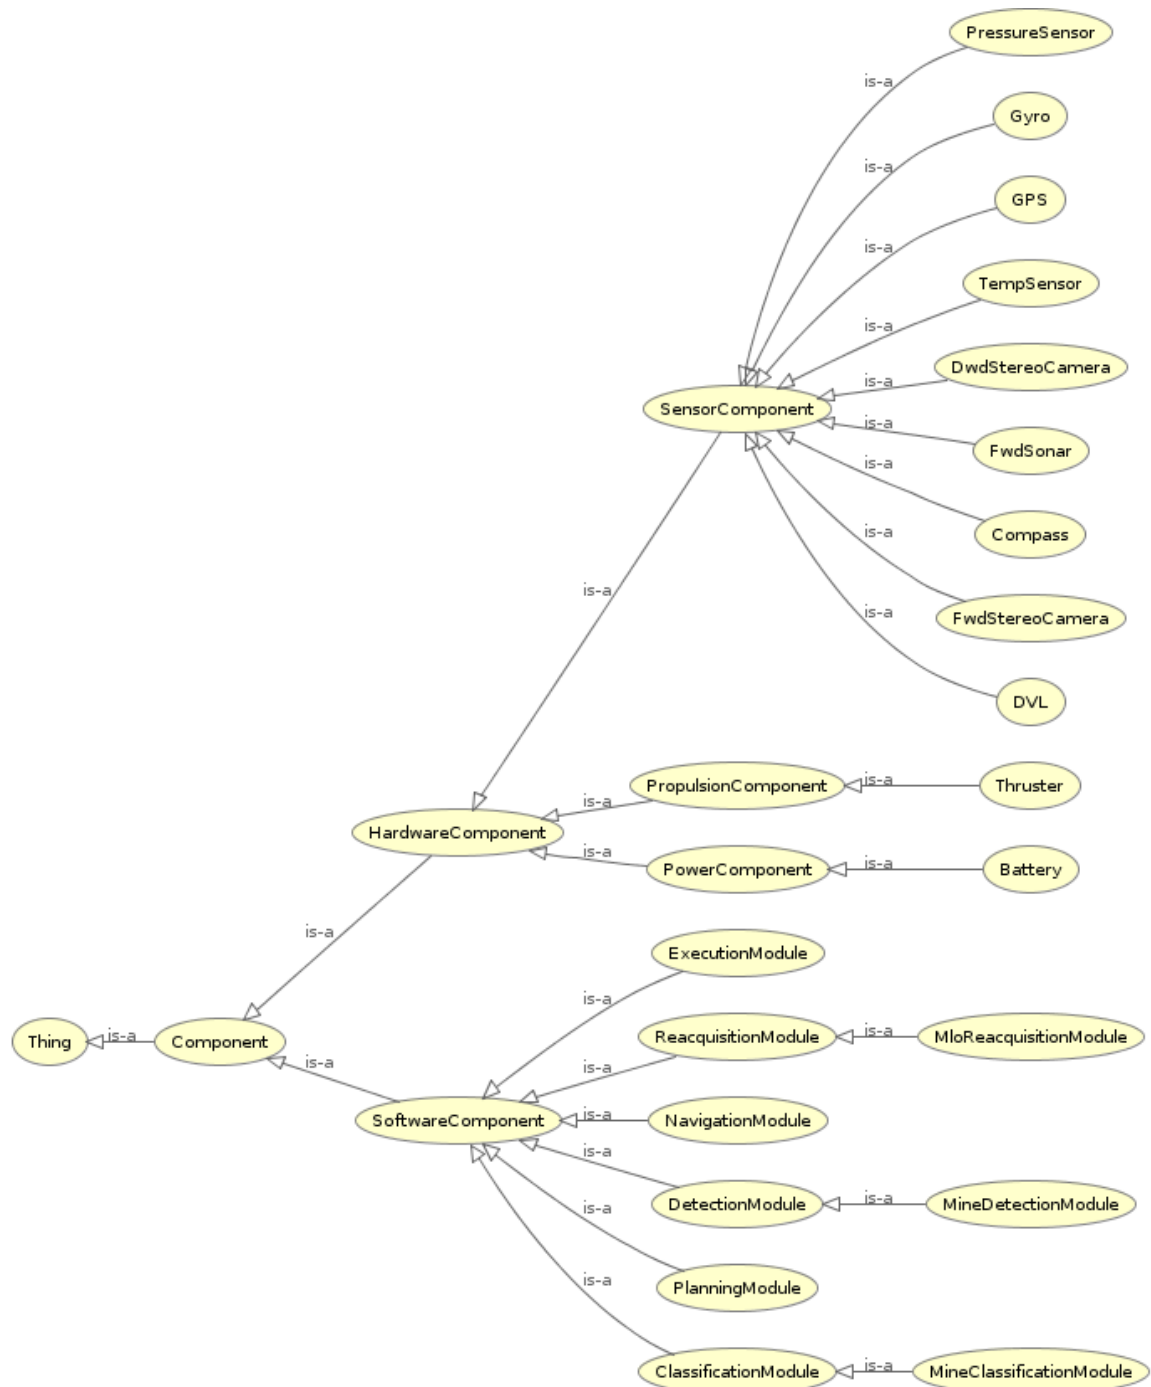 PressureSensor
is-a
Gyro
is-a
GPS
is-a
TempSensor
is-a
DwdStereoCamera
is-a
SensorComponent
is-a
FwdSonar
is-a
Compass
is-a
FwdStereoCamera
is-a
is-a
DVL
PropulsionComponent
is-a
Thruster
is-a
HardwareComponent
is-a
PowerComponent
is-a
Battery
is-a
ExecutionModule
is-a
Thing
is-a
Component
ReacquisitionModule
is-a
MloReacquisitionModule
is-a
is-a
SoftwareComponent
is-a
NavigationModule
is-a
DetectionModule
is-a
MineDetectionModule
is-a
PlanningModule
is-a
ClassificationModule
is-a
MineClassificationModule